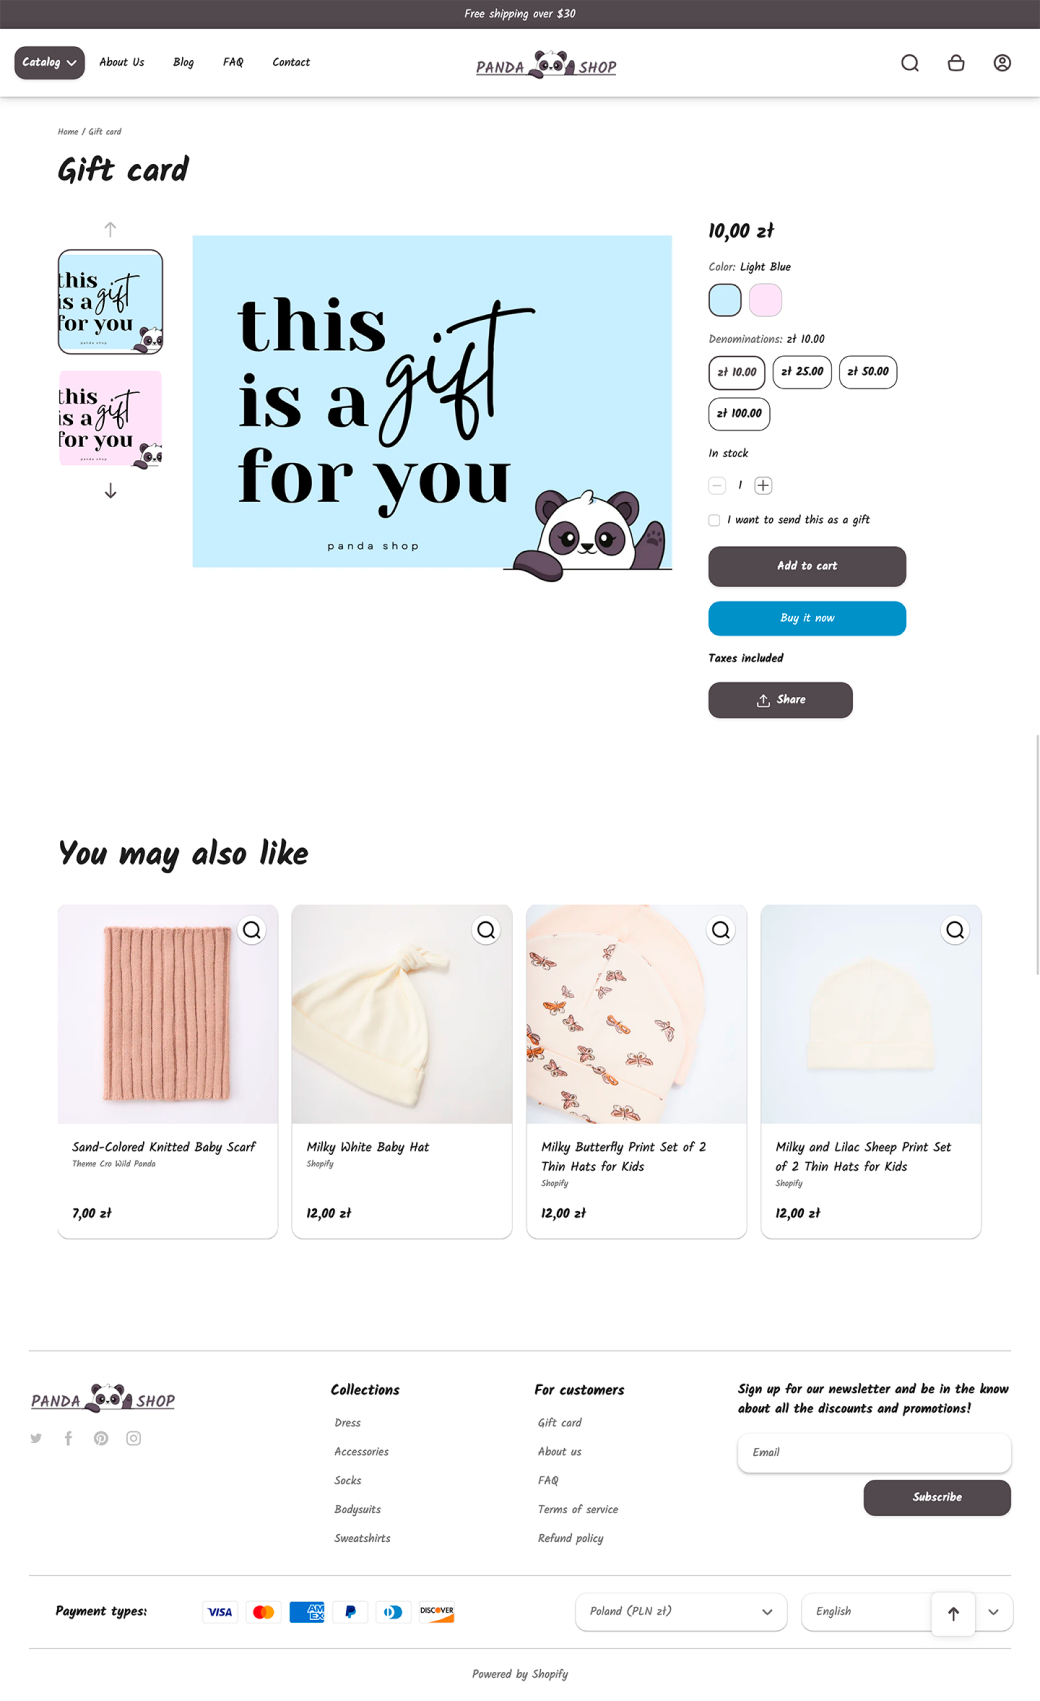 Free shipping over $30
Catalog
About Us
Blog
FAQ
Contact
PANDA SHOP
Home / Gift card
Gift card
this
is a gift
for you
panda shop
this
is a gift
for you
panda shop
this
is a gift
for you
panda shop
10,00 zł
Color: Light Blue
Denominations: zł 10.00
zł 10.00
zł 25.00
zł 50.00
zł 100.00
In stock
1
I want to send this as a gift
Add to cart
Buy it now
Taxes included
Share
You may also like
Sand-Colored Knitted Baby Scarf
Theme Cro Wild Panda
7,00 zł
Milky White Baby Hat
Shopify
12,00 zł
Milky Butterfly Print Set of 2
Thin Hats for Kids
Shopify
12,00 zł
Milky and Lilac Sheep Print Set
of 2 Thin Hats for Kids
Shopify
12,00 zł
PANDA SHOP
Collections
Dress
Accessories
Socks
Bodysuits
Sweatshirts
For customers
Gift card
About us
FAQ
Terms of service
Refund policy
Sign up for our newsletter and be in the know
about all the discounts and promotions!
Email
Subscribe
Payment types:
VISA
AM
EX
DISCOVER
Poland (PLN zł)
English
Powered by Shopify